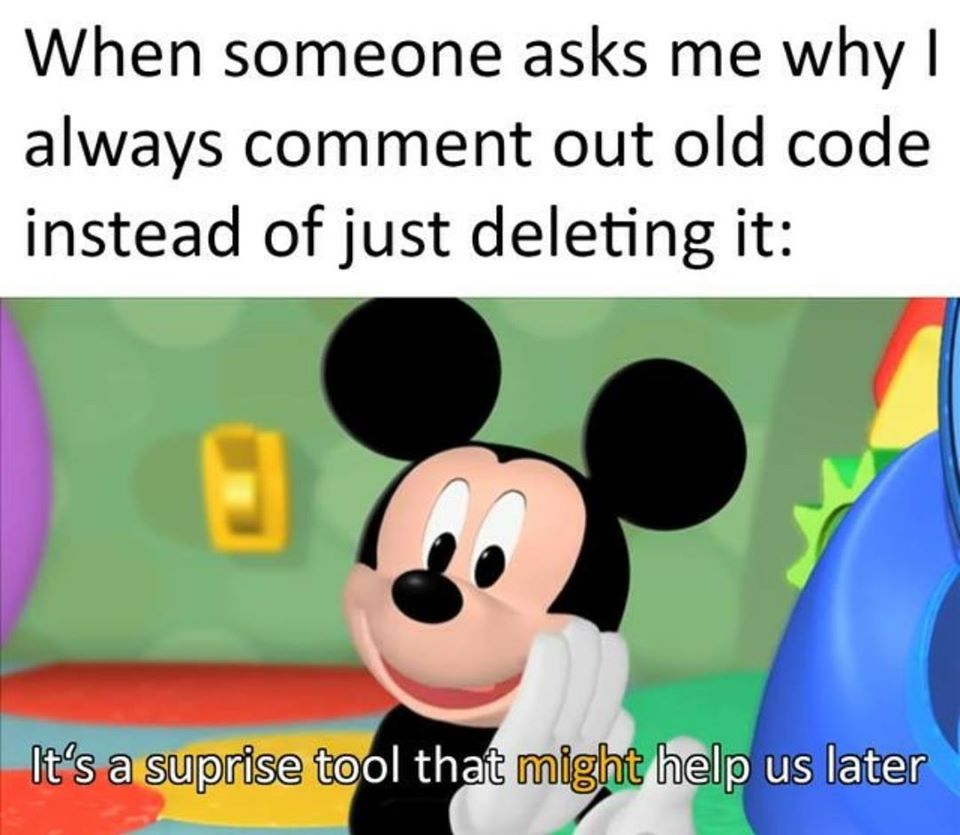 When someone asks me why I
always comment out old code
instead of just deleting it:
It‘s a suprise tool that might help us later